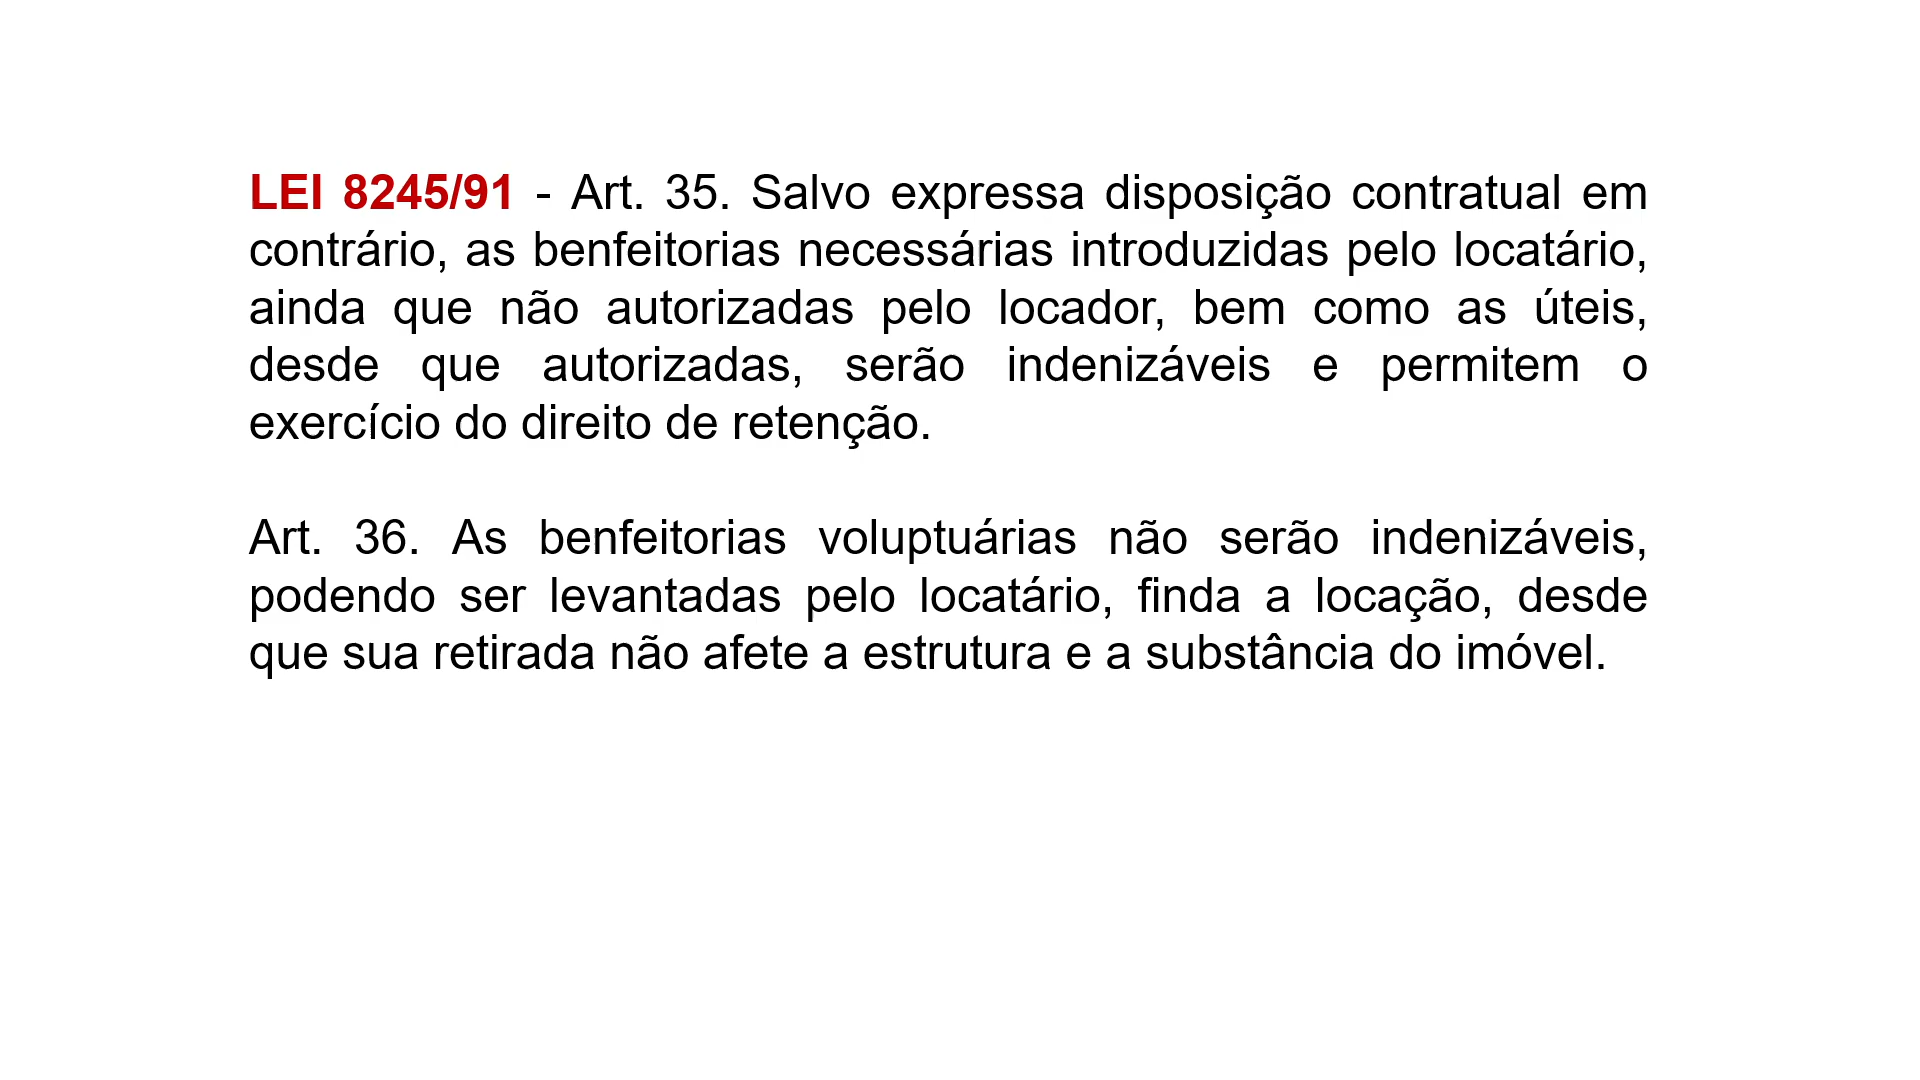 LEI 8245/91 - Art. 35. Salvo expressa disposição contratual em
contrário, as benfeitorias necessárias introduzidas pelo locatário,
ainda que não autorizadas pelo locador, bem como as úteis,
desde que autorizadas, serão indenizáveis e permitem o
exercício do direito de retenção.
Art. 36. As benfeitorias voluptuárias não serão indenizáveis,
podendo ser levantadas pelo locatário, finda a locação, desde
que sua retirada não afete a estrutura e a substância do imóvel.